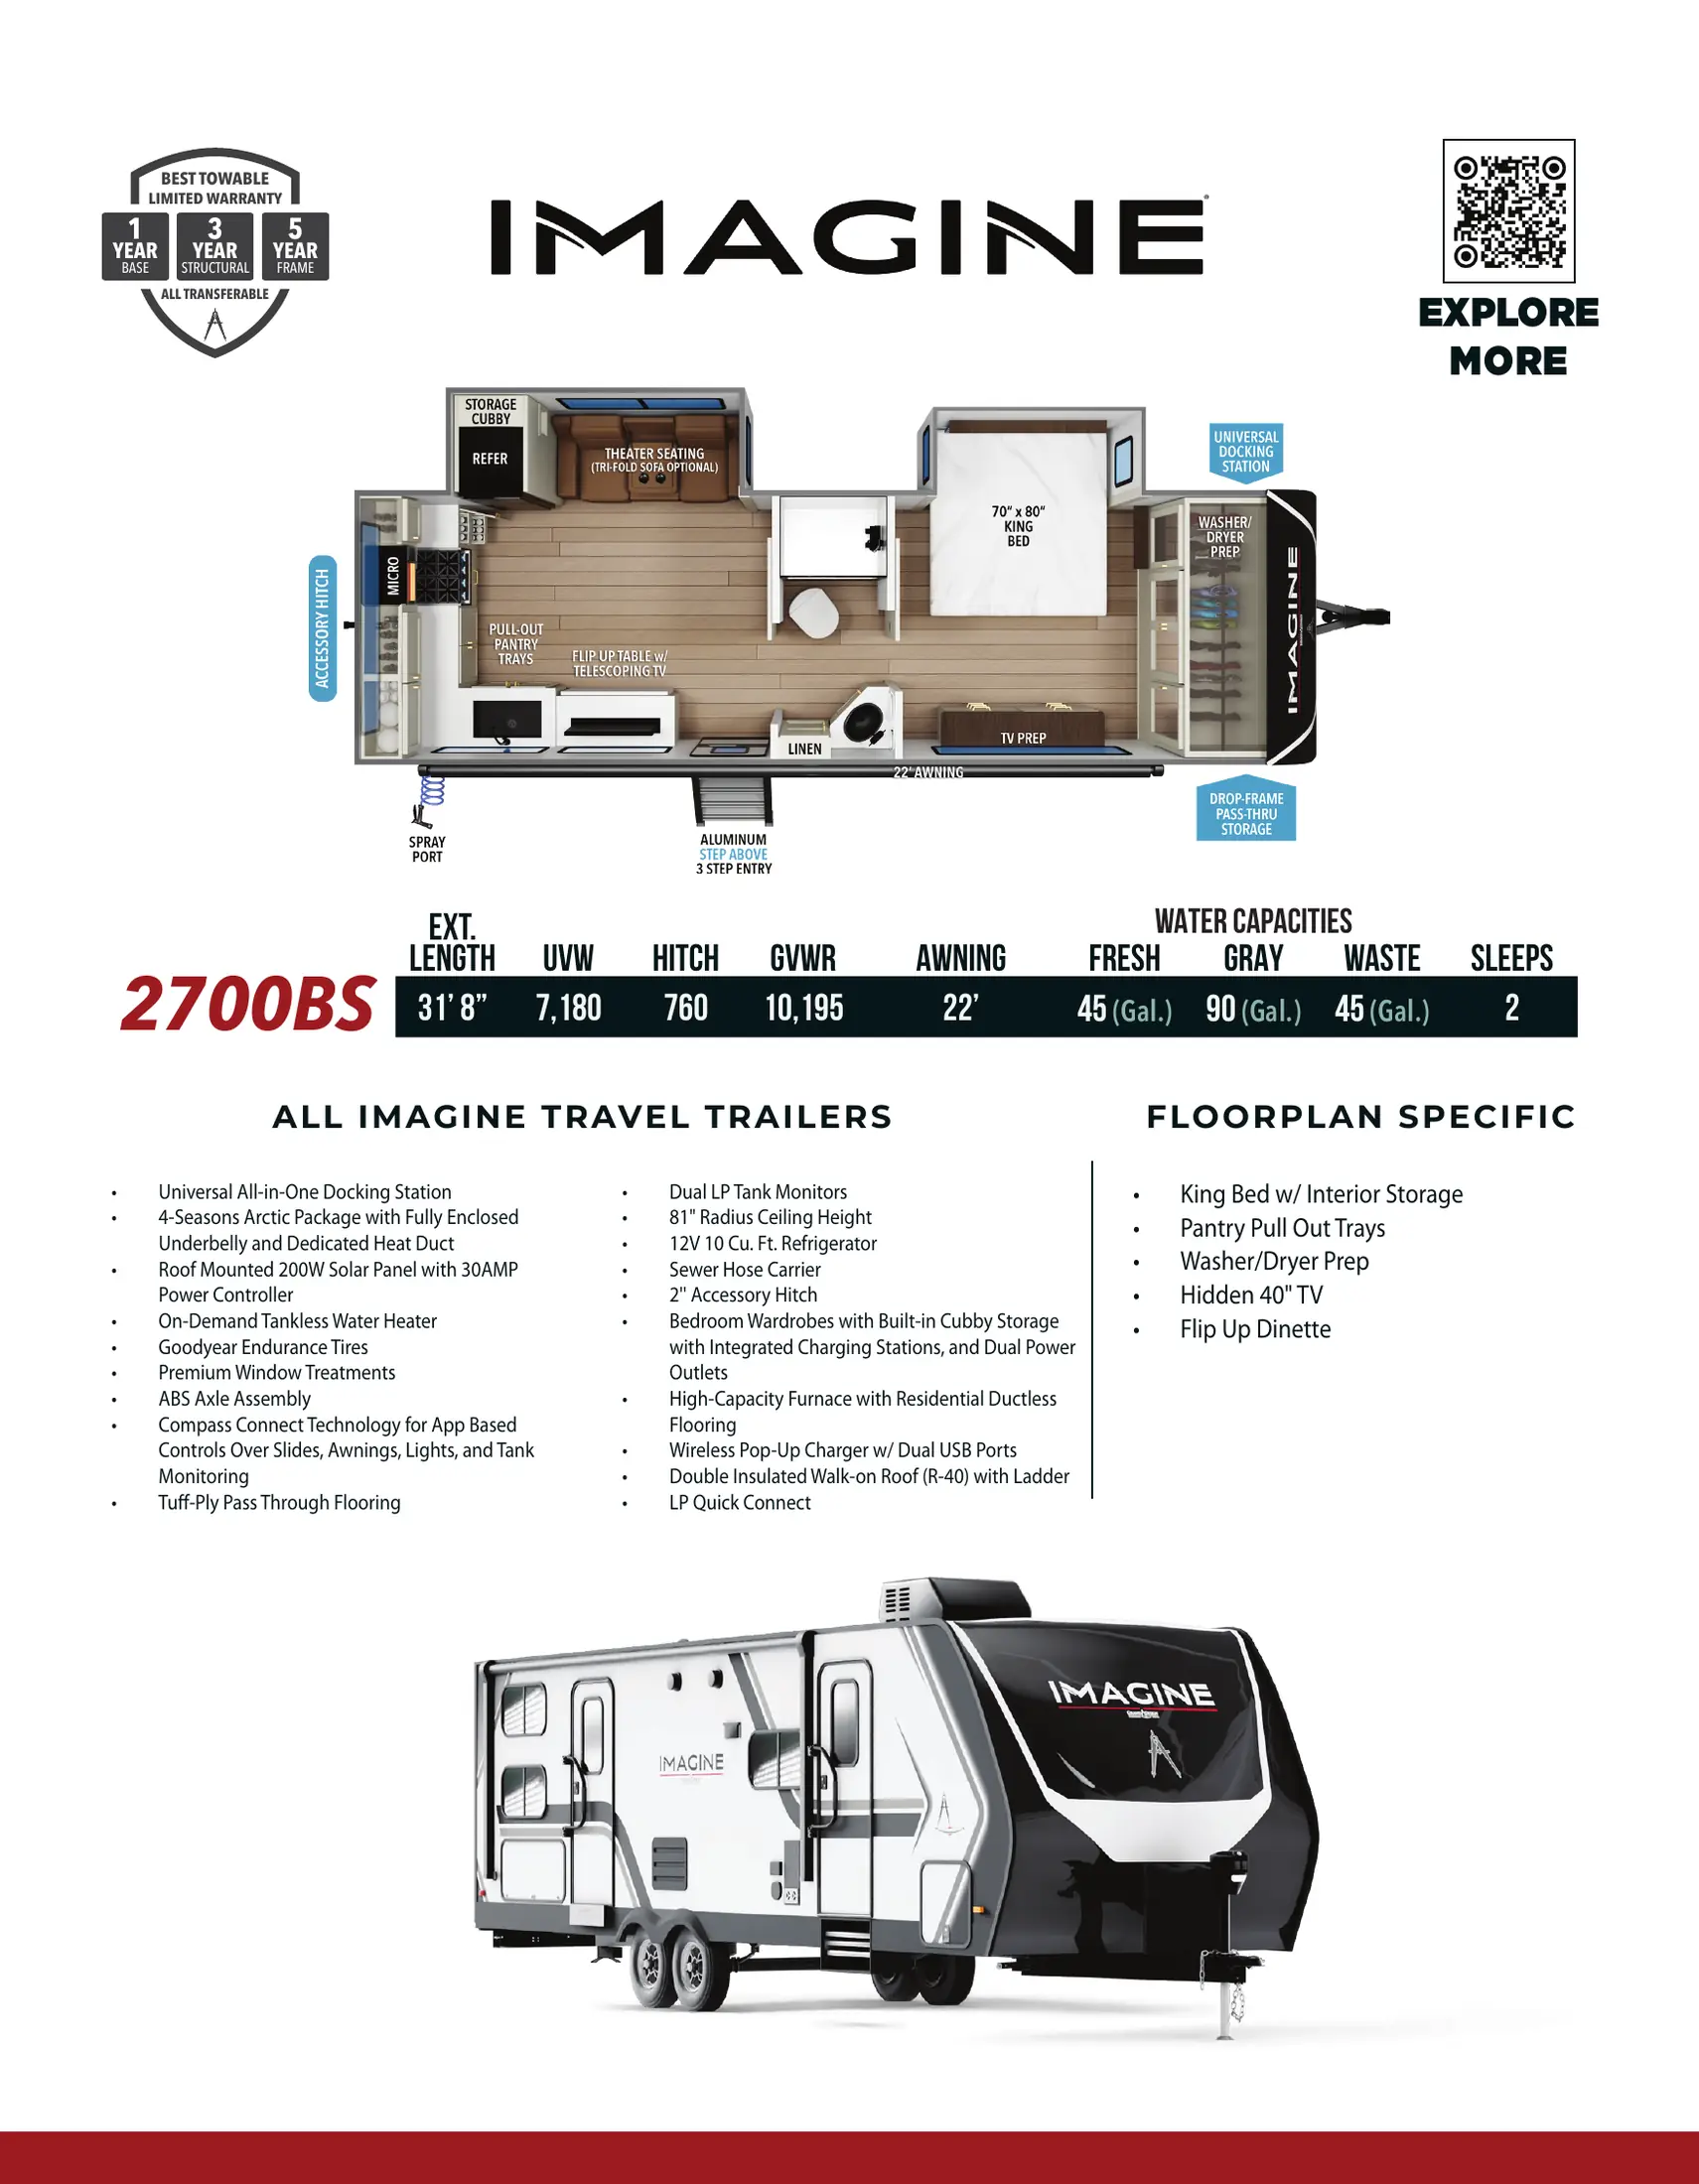 BEST TOWABLE
LIMITED WARRANTY
1 YEAR BASE
3 YEAR STRUCTURAL
5 YEAR FRAME
ALL TRANSFERABLE
IMAGINE
EXPLORE
MORE
STORAGE
CUBBY
REFER
THEATER SEATING
(TRI-FOLD SOFA OPTIONAL)
70" x 80"
KING
BED
UNIVERSAL
DOCKING
STATION
WASHER/
DRYER
PREP
IMAGINE
MICRO
ACCESSORY HITCH
PULL-OUT
PANTRY
TRAYS
FLIP UP TABLE w/
TELESCOPING TV
LINEN
TV PREP
22' AWNING
DROP-FRAME
PASS-THRU
STORAGE
SPRAY
PORT
ALUMINUM
STEP ABOVE
3 STEP ENTRY
WATER CAPACITIES
EXT.
LENGTH UVW HITCH GVWR AWNING FRESH GRAY WASTE SLEEPS
2700BS 31' 8" 7,180 760 10,195 22' 45 (Gal.) 90 (Gal.) 45 (Gal.) 2
ALL IMAGINE TRAVEL TRAILERS
• Universal All-in-One Docking Station
• 4-Seasons Arctic Package with Fully Enclosed
Underbelly and Dedicated Heat Duct
• Roof Mounted 200W Solar Panel with 30AMP
Power Controller
• On-Demand Tankless Water Heater
• Goodyear Endurance Tires
• Premium Window Treatments
• ABS Axle Assembly
• Compass Connect Technology for App Based
Controls Over Slides, Awnings, Lights, and Tank
Monitoring
• Tuff-Ply Pass Through Flooring
• Dual LP Tank Monitors
• 81" Radius Ceiling Height
• 12V 10 Cu. Ft. Refrigerator
• Sewer Hose Carrier
• 2" Accessory Hitch
• Bedroom Wardrobes with Built-in Cubby Storage
with Integrated Charging Stations, and Dual Power
Outlets
• High-Capacity Furnace with Residential Ductless
Flooring
• Wireless Pop-Up Charger w/ Dual USB Ports
• Double Insulated Walk-on Roof (R-40) with Ladder
• LP Quick Connect
FLOORPLAN SPECIFIC
• King Bed w/ Interior Storage
• Pantry Pull Out Trays
• Washer/Dryer Prep
• Hidden 40" TV
• Flip Up Dinette
IMAGINE
IMAGINE